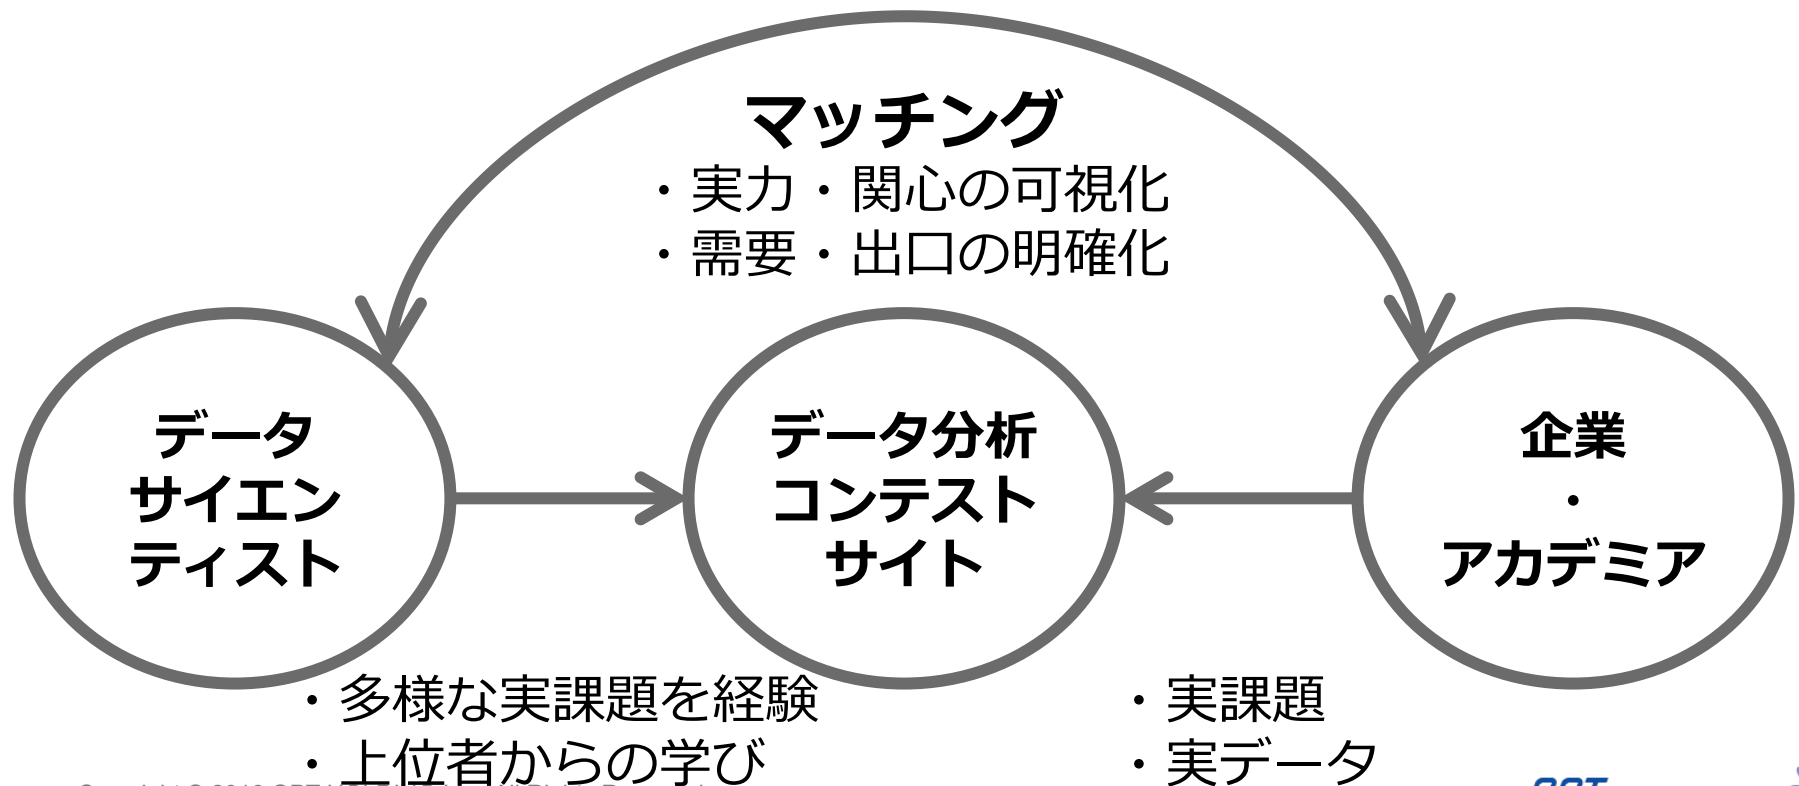 マッチング
・実力・関心の可視化
・需要・出口の明確化
データ
サイエン
ティスト
データ分析
コンテスト
サイト
企業
・
アカデミア
・多様な実課題を経験
・上位者からの学び
・実課題
・実データ